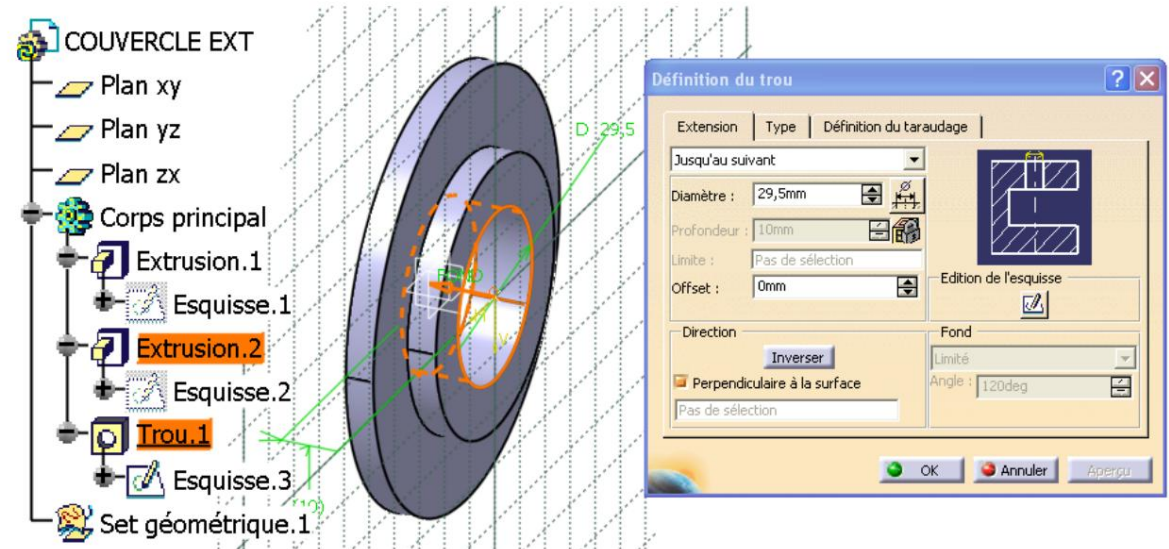 COUVERCLE EXT
Plan xy
Plan yz
Plan zx
Corps principal
Extrusion.1
Esquisse.1
Extrusion.2
Esquisse.2
Trou.1
Esquisse.3
Set géométrique.1
D 29,5
V
(10)
Définition du trou
Extension Type Définition du taraudage
Jusqu'au suivant
Diamètre : 29,5mm
Profondeur : 10mm
Limite : Pas de sélection
Offset : 0mm
Edition de l'esquisse
Direction
Inverser
Perpendiculaire à la surface
Pas de sélection
Fond
Limité
Angle : 120deg
OK Annuler Aperçu